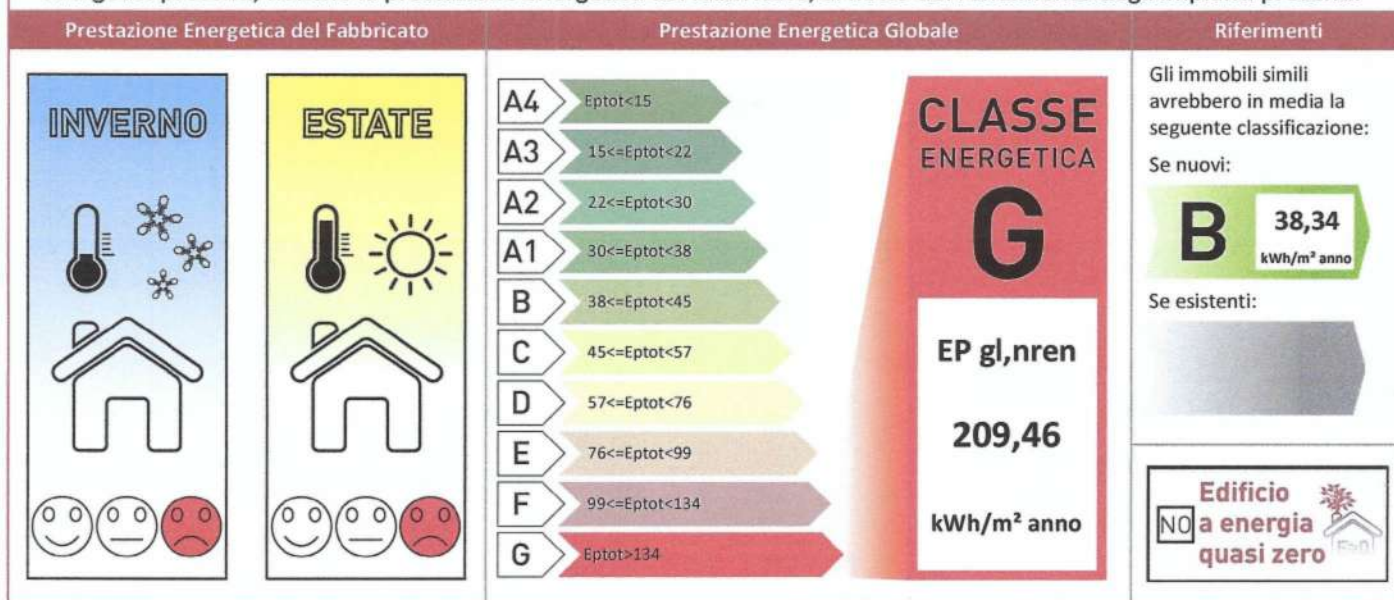 Prestazione Energetica del Fabbricato
Prestazione Energetica Globale
Riferimenti
INVERNO
ESTATE
A4 Eptot<15
A3 15<=Eptot<22
A2 22<=Eptot<30
A1 30<=Eptot<38
B 38<=Eptot<45
C 45<=Eptot<57
D 57<=Eptot<76
E 76<=Eptot<99
F 99<=Eptot<134
G Eptot>134
CLASSE
ENERGETICA
G
EP gl,nren
209,46
kWh/m² anno
Gli immobili simili
avrebbero in media la
seguente classificazione:
Se nuovi:
B 38,34
kWh/m² anno
Se esistenti:
Edificio
NO a energia
quasi zero